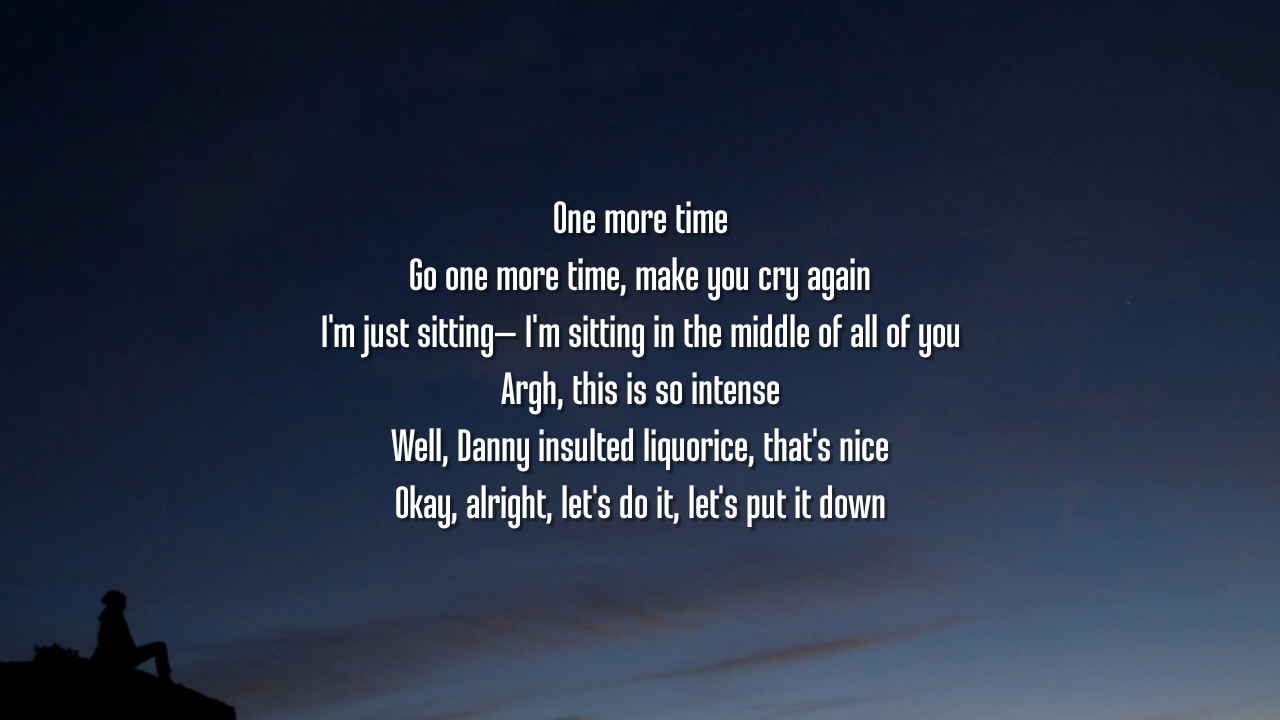 One more time
Go one more time, make you cry again
I'm just sitting– I'm sitting in the middle of all of you
Argh, this is so intense
Well, Danny insulted liquorice, that's nice
Okay, alright, let's do it, let's put it down